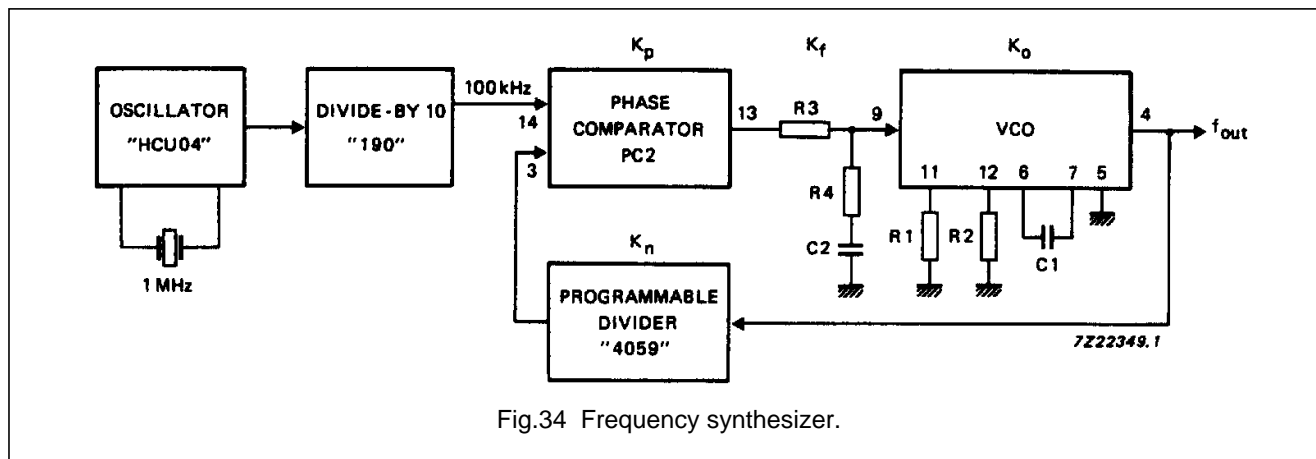 K_p
K_f
K_o
OSCILLATOR
"HCU04"
1 MHz
DIVIDE-BY 10
"190"
100 kHz
14
3
PHASE
COMPARATOR
PC2
13
R3
R4
C2
9
VCO
11
12
6
7
5
R1
R2
C1
4
f_out
K_n
PROGRAMMABLE
DIVIDER
"4059"
7Z22349.1
Fig.34 Frequency synthesizer.